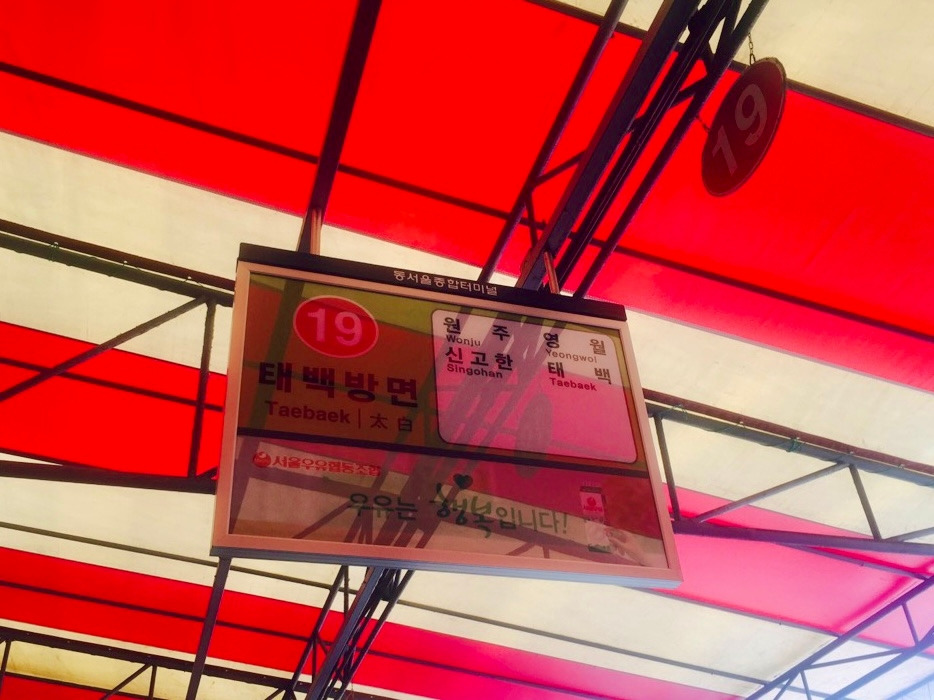 19
동서울종합터미널
19
태백방면
Taebaek | 太白
원주 영월
Wonju Yeongwol
신고한 태백
Singohan Taebaek
서울우유협동조합
우유는 행복입니다!